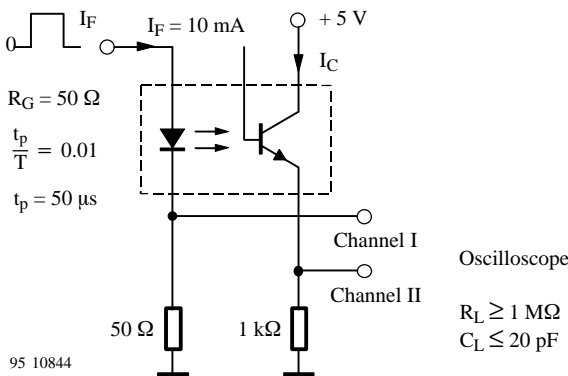 0
I_F
I_F = 10 mA
+ 5 V
I_C
R_G = 50 Ω
t_p
T
= 0.01
t_p = 50 μs
Channel I
Channel II
Oscilloscope
50 Ω
1 kΩ
R_L ≥ 1 MΩ
C_L ≤ 20 pF
95 10844